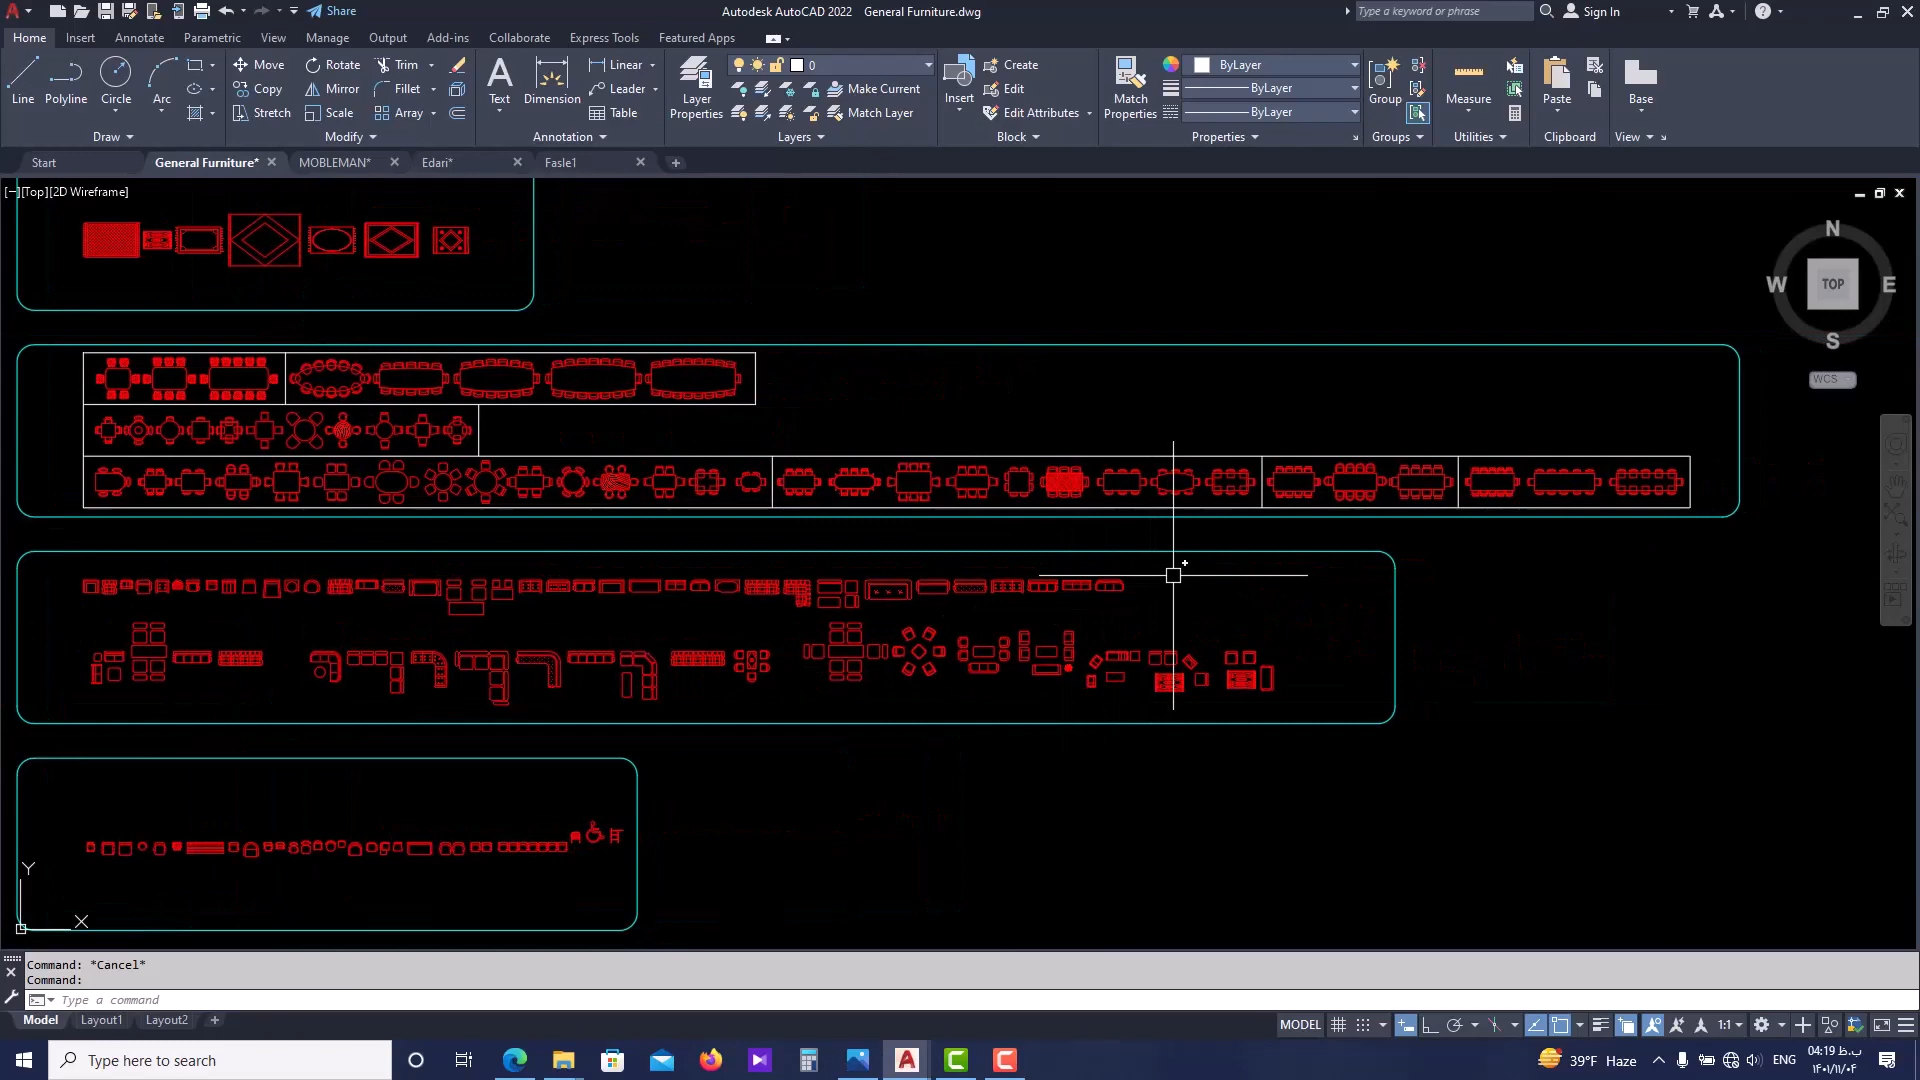 Share
Autodesk AutoCAD 2022 General Furniture.dwg
Type a keyword or phrase
Sign In
Home Insert Annotate Parametric View Manage Output Add-ins Collaborate Express Tools Featured Apps
Line
Polyline
Circle
Arc
Draw
Move
Rotate
Trim
Copy
Mirror
Fillet
Stretch
Scale
Array
Modify
Text
Dimension
Linear
Leader
Table
Annotation
Layer
Properties
0
Make Current
Match Layer
Layers
Insert
Create
Edit
Edit Attributes
Block
Match
Properties
ByLayer
ByLayer
ByLayer
Properties
Group
Groups
Measure
Utilities
Paste
Clipboard
Base
View
Start
General Furniture*
MOBLEMAN*
Edari*
Fasle1
[−][Top][2D Wireframe]
N
W TOP E
S
WCS
Y
X
Command: *Cancel*
Command:
Type a command
Model Layout1 Layout2
MODEL
1:1
Type here to search
39°F Haze
ENG
04:19 ب.ظ
۱۴۰۱/۱۱/۰۴